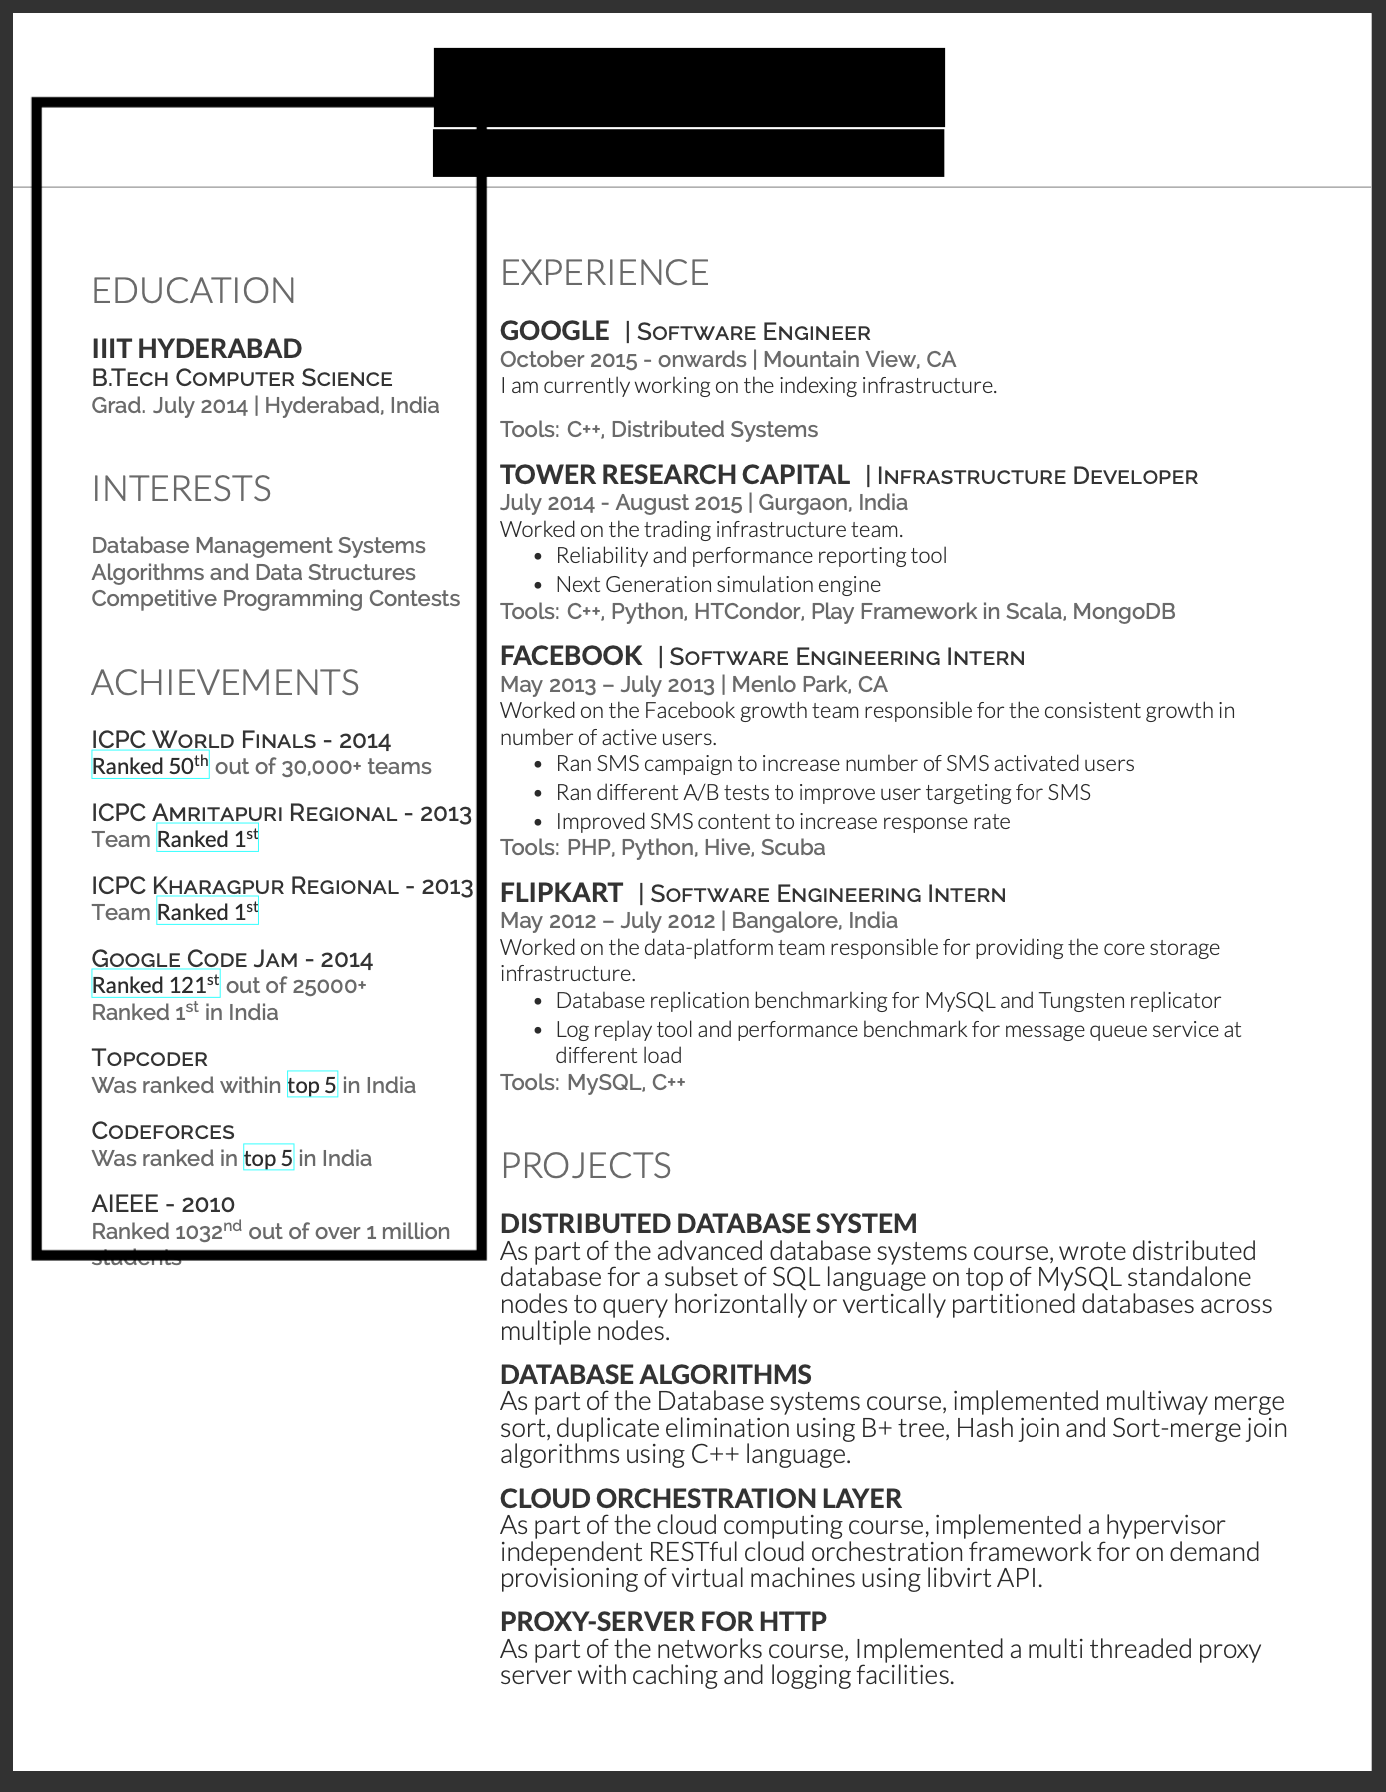 EDUCATION
IIIT HYDERABAD
B.Tech Computer Science
Grad. July 2014 | Hyderabad, India
INTERESTS
Database Management Systems
Algorithms and Data Structures
Competitive Programming Contests
ACHIEVEMENTS
ICPC World Finals - 2014
Ranked 50th out of 30,000+ teams
ICPC Amritapuri Regional - 2013
Team Ranked 1st
ICPC Kharagpur Regional - 2013
Team Ranked 1st
Google Code Jam - 2014
Ranked 121st out of 25000+
Ranked 1st in India
Topcoder
Was ranked within top 5 in India
Codeforces
Was ranked in top 5 in India
AIEEE - 2010
Ranked 1032nd out of over 1 million
students
EXPERIENCE
GOOGLE | Software Engineer
October 2015 - onwards | Mountain View, CA
I am currently working on the indexing infrastructure.
Tools: C++, Distributed Systems
TOWER RESEARCH CAPITAL | Infrastructure Developer
July 2014 - August 2015 | Gurgaon, India
Worked on the trading infrastructure team.
• Reliability and performance reporting tool
• Next Generation simulation engine
Tools: C++, Python, HTCondor, Play Framework in Scala, MongoDB
FACEBOOK | Software Engineering Intern
May 2013 – July 2013 | Menlo Park, CA
Worked on the Facebook growth team responsible for the consistent growth in
number of active users.
• Ran SMS campaign to increase number of SMS activated users
• Ran different A/B tests to improve user targeting for SMS
• Improved SMS content to increase response rate
Tools: PHP, Python, Hive, Scuba
FLIPKART | Software Engineering Intern
May 2012 – July 2012 | Bangalore, India
Worked on the data-platform team responsible for providing the core storage
infrastructure.
• Database replication benchmarking for MySQL and Tungsten replicator
• Log replay tool and performance benchmark for message queue service at
different load
Tools: MySQL, C++
PROJECTS
DISTRIBUTED DATABASE SYSTEM
As part of the advanced database systems course, wrote distributed
database for a subset of SQL language on top of MySQL standalone
nodes to query horizontally or vertically partitioned databases across
multiple nodes.
DATABASE ALGORITHMS
As part of the Database systems course, implemented multiway merge
sort, duplicate elimination using B+ tree, Hash join and Sort-merge join
algorithms using C++ language.
CLOUD ORCHESTRATION LAYER
As part of the cloud computing course, implemented a hypervisor
independent RESTful cloud orchestration framework for on demand
provisioning of virtual machines using libvirt API.
PROXY-SERVER FOR HTTP
As part of the networks course, Implemented a multi threaded proxy
server with caching and logging facilities.